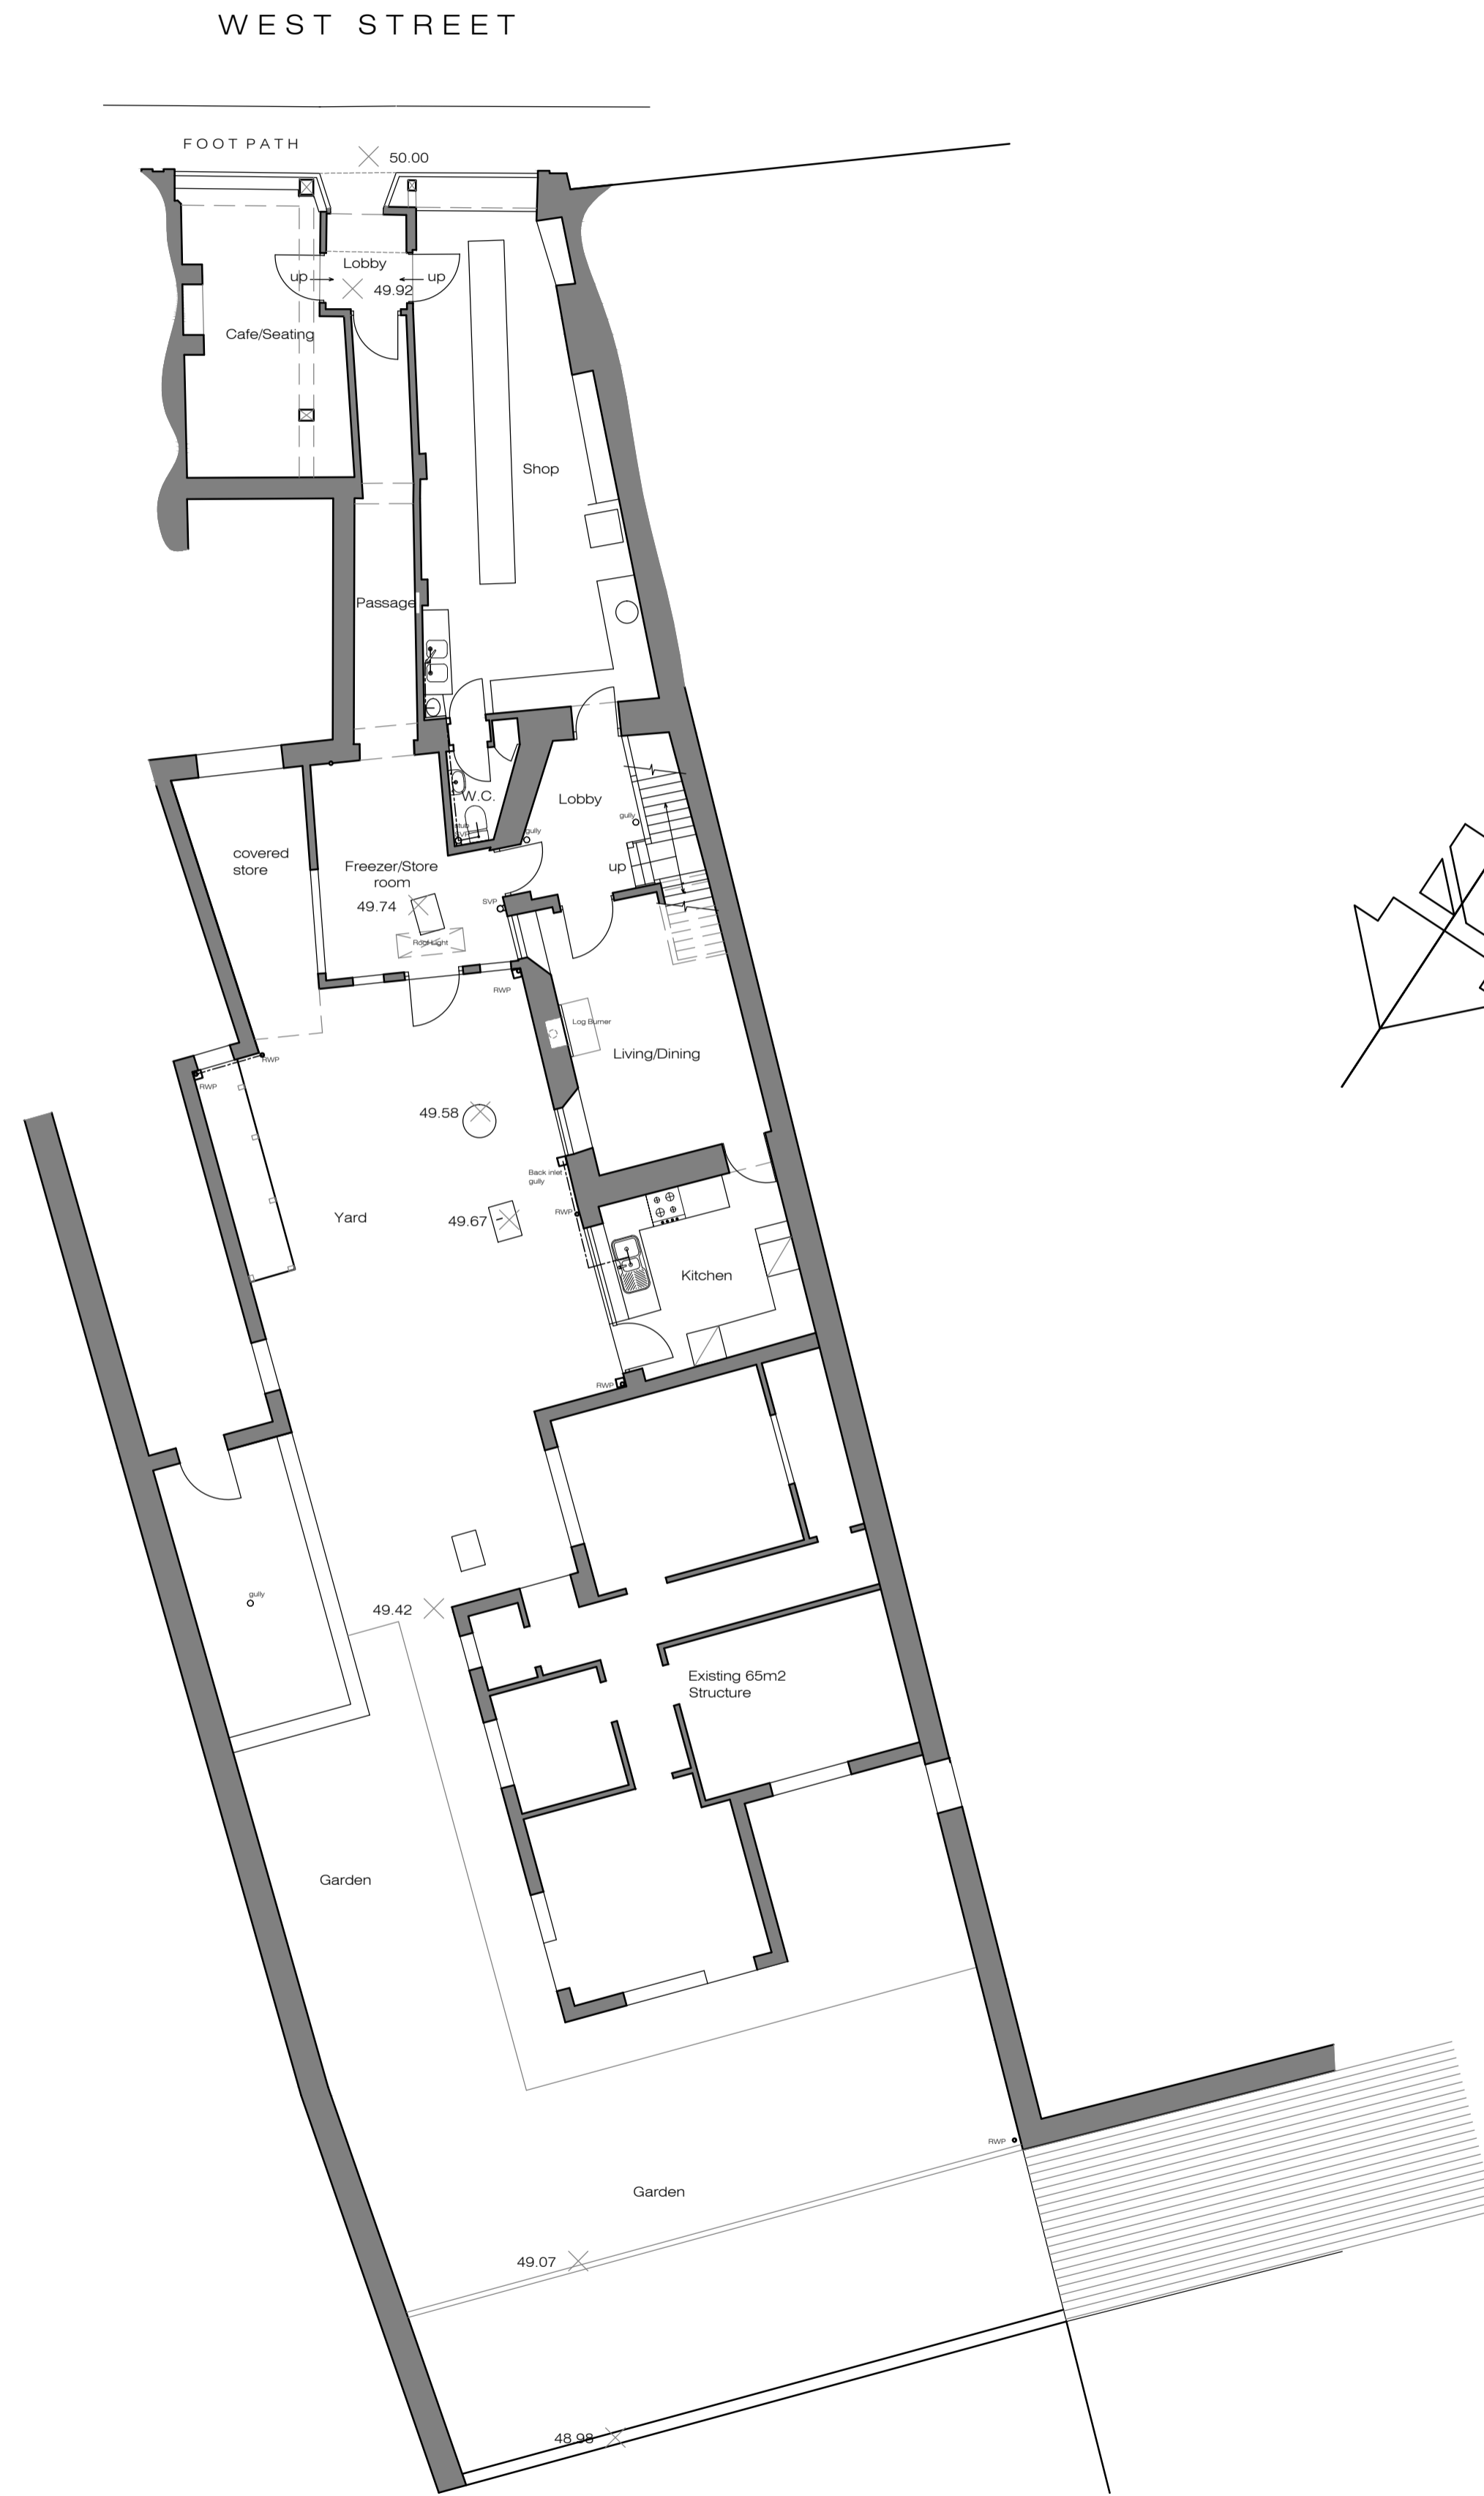 WEST STREET
FOOT PATH
50.00
Lobby
up
up
49.92
Cafe/Seating
Shop
Passage
W.C.
Lobby
gully
gully
covered
store
Freezer/Store
room
up
49.74
SVP
Roof Light
RWP
Log Burner
Living/Dining
RWP
RWP
49.58
Back inlet
gully
RWP
Yard
49.67
Kitchen
RWP
gully
49.42
Existing 65m2
Structure
Garden
RWP
Garden
49.07
48.98